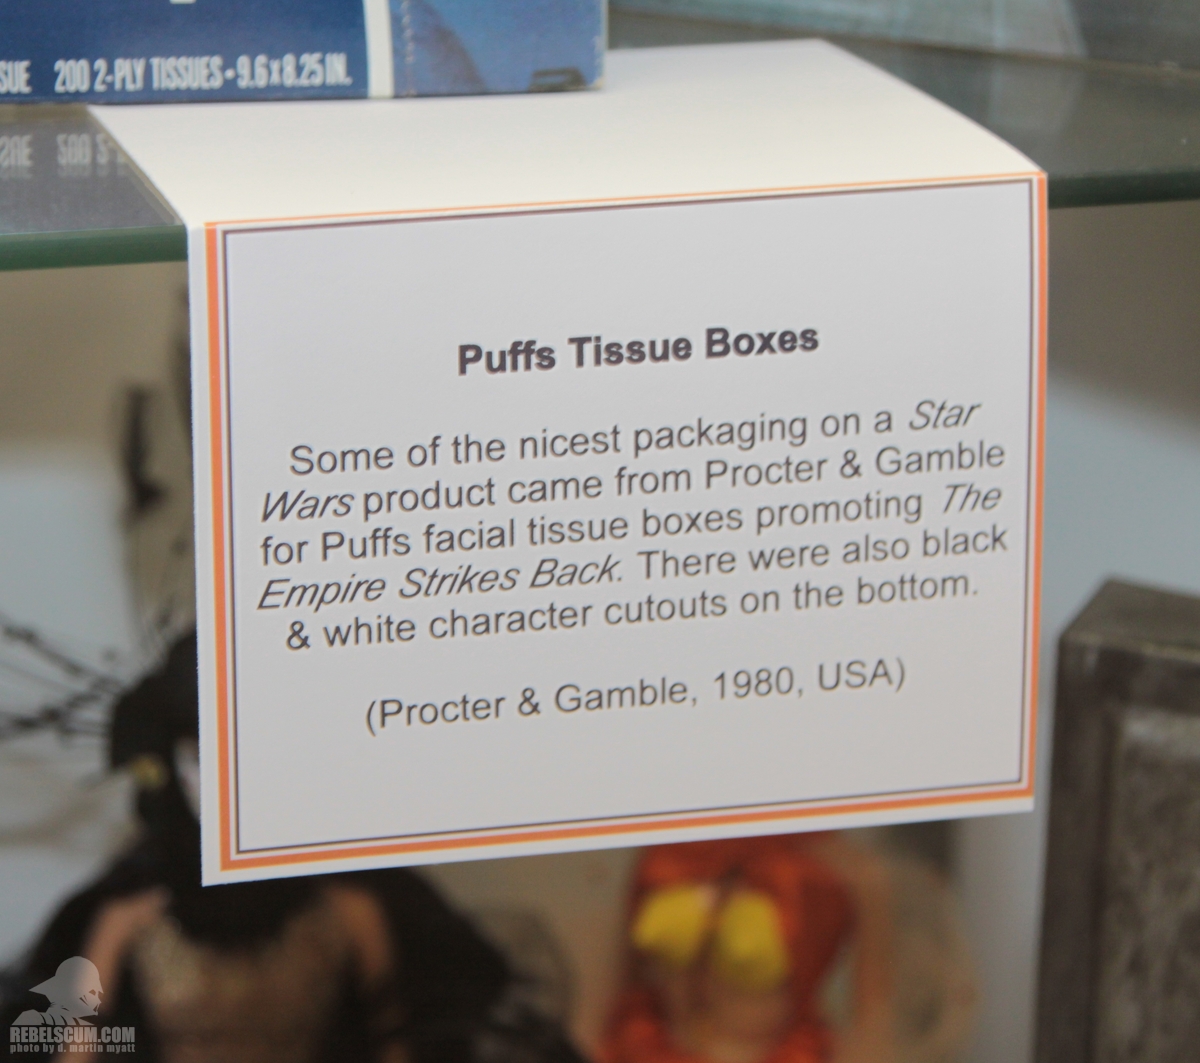 SUE 200 2-PLY TISSUES • 9.6 x 8.25 IN.
Puffs Tissue Boxes
Some of the nicest packaging on a Star
Wars product came from Procter & Gamble
for Puffs facial tissue boxes promoting The
Empire Strikes Back. There were also black
& white character cutouts on the bottom.
(Procter & Gamble, 1980, USA)
REBELSCUM.COM
photo by d. martin myatt